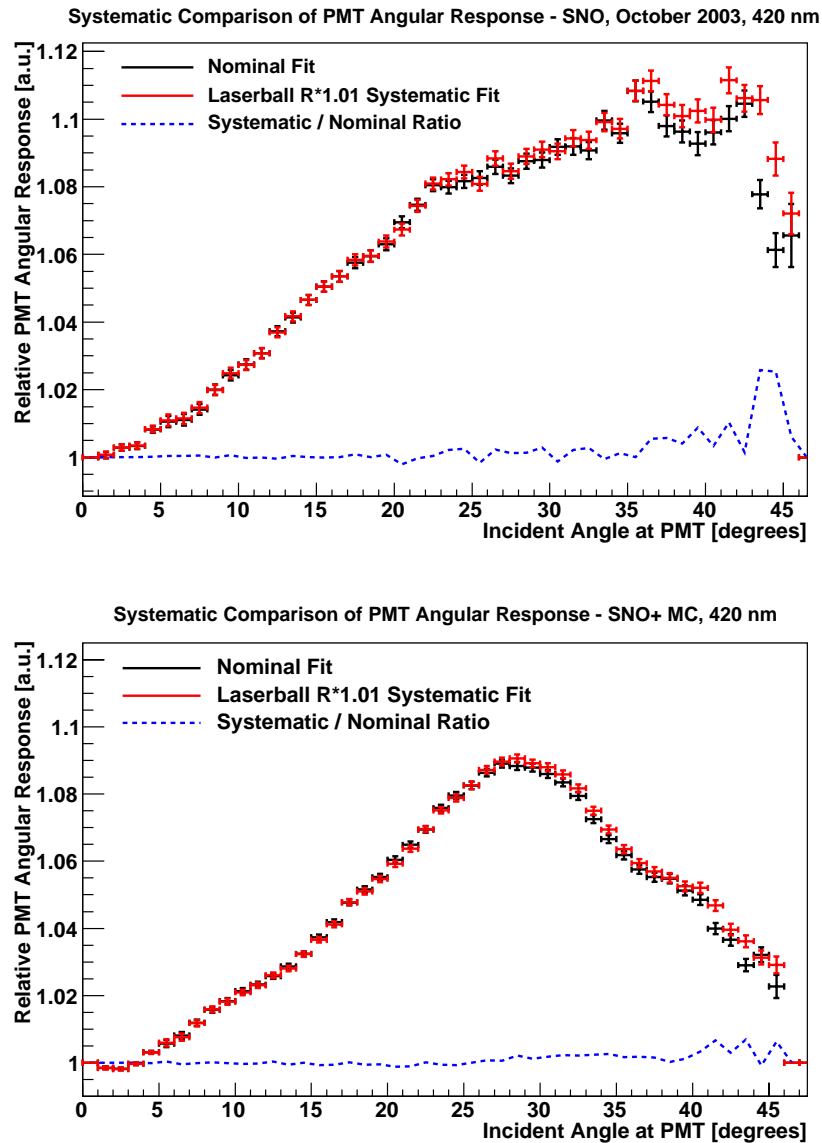 Systematic Comparison of PMT Angular Response - SNO, October 2003, 420 nm
Relative PMT Angular Response [a.u.]
1.12
1.1
1.08
1.06
1.04
1.02
1
Nominal Fit
Laserball R*1.01 Systematic Fit
Systematic / Nominal Ratio
0 5 10 15 20 25 30 35 40 45
Incident Angle at PMT [degrees]
Systematic Comparison of PMT Angular Response - SNO+ MC, 420 nm
Relative PMT Angular Response [a.u.]
1.12
1.1
1.08
1.06
1.04
1.02
1
Nominal Fit
Laserball R*1.01 Systematic Fit
Systematic / Nominal Ratio
0 5 10 15 20 25 30 35 40 45
Incident Angle at PMT [degrees]